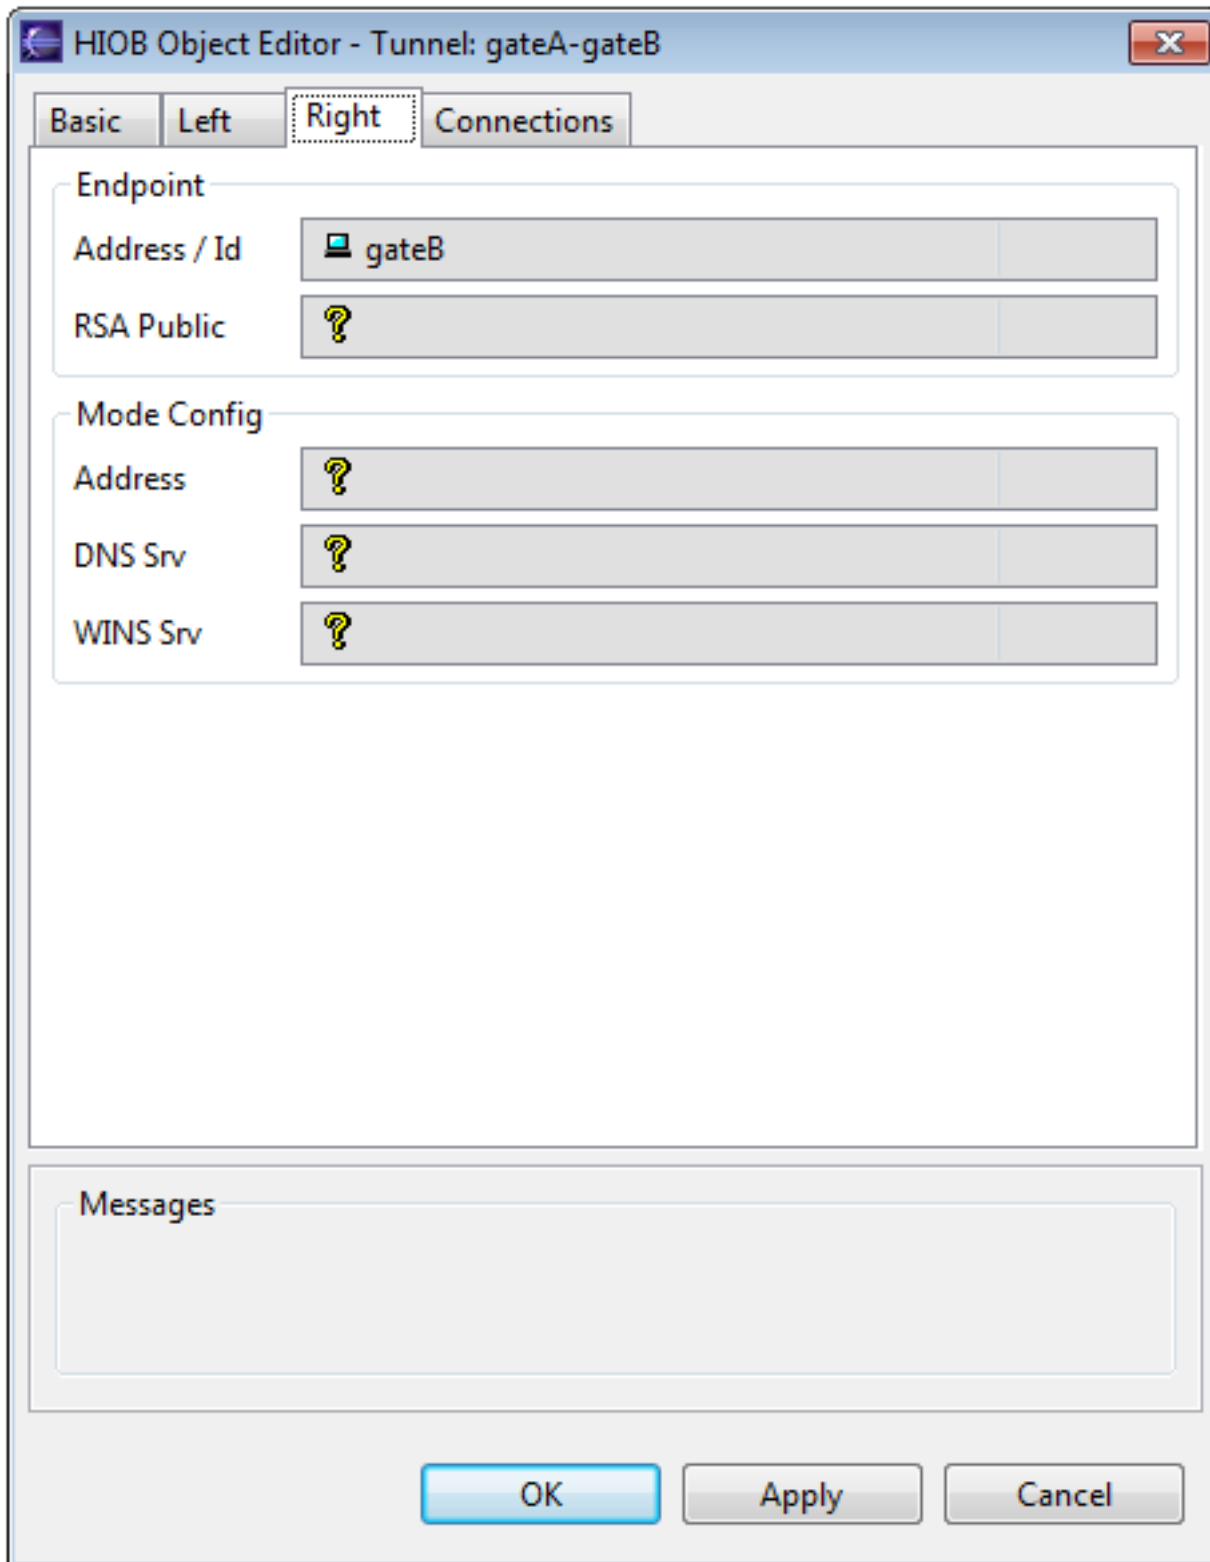 HIOB Object Editor - Tunnel: gateA-gateB
Basic Left Right Connections
Endpoint
Address / Id gateB
RSA Public
Mode Config
Address
DNS Srv
WINS Srv
Messages
OK Apply Cancel